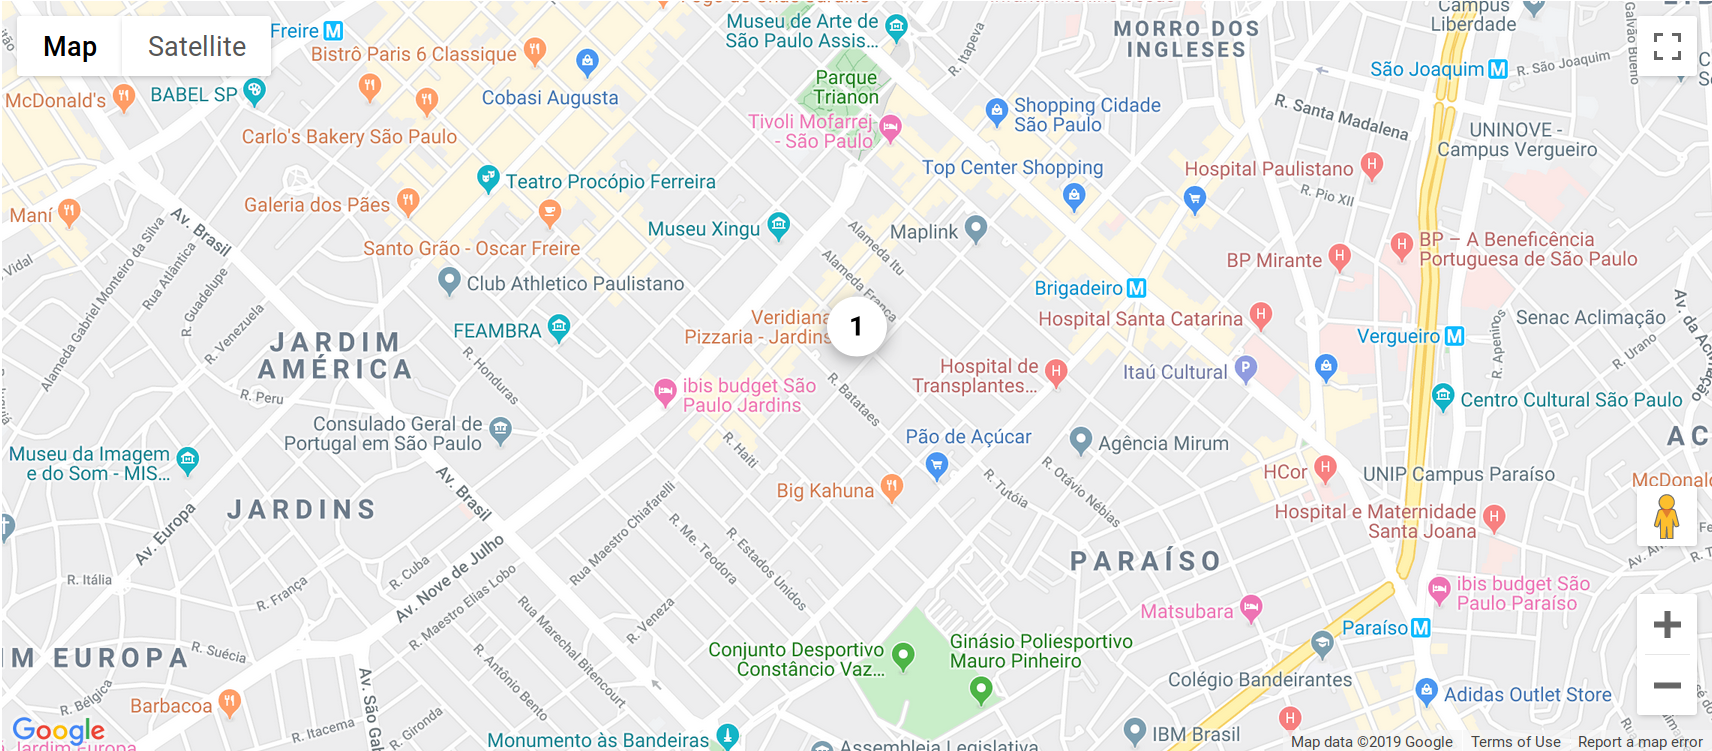 Map
Satellite
Freire M
Bistrô Paris 6 Classique
Cobasi Augusta
McDonald's
BABEL SP
Carlo's Bakery São Paulo
Museu de Arte de
São Paulo Assis...
Parque
Trianon
Tivoli Mofarrej
- São Paulo
R. Itapeva
MORRO DOS
INGLESES
Campus
Liberdade
Galvão Bueno
São Joaquim M
R. São Joaquim
Shopping Cidade
São Paulo
R. Santa Madalena
UNINOVE -
Campus Vergueiro
Top Center Shopping
Hospital Paulistano
R. Pio XII
Teatro Procópio Ferreira
Galeria dos Pães
Maní
Santo Grão - Oscar Freire
Museu Xingu
Maplink
Alameda Itu
Alameda Franca
Av. Brasil
Vidal
Alameda Gabriel Monteiro da Silva
Rua Atlântica
R. Guadelupe
R. Venezuela
Club Athletico Paulistano
FEAMBRA
BP – A Beneficência
Portuguesa de São Paulo
BP Mirante
Brigadeiro M
Hospital Santa Catarina
Vergueiro M
R. Apeninos
Senac Aclimação
R. Urano
Av. da Aclimação
JARDIM
AMÉRICA
R. Honduras
R. Peru
Veridiana
Pizzaria - Jardins
1
R. Batataes
Hospital de
Transplantes...
Itaú Cultural
Centro Cultural São Paulo
ibis budget São
Paulo Jardins
Consulado Geral de
Portugal em São Paulo
Museu da Imagem
e do Som - MIS...
R. Haiti
Pão de Açúcar
Agência Mirum
AC
HCor
UNIP Campus Paraíso
McDonald
Big Kahuna
R. Tutóia
R. Otávio Nébias
Hospital e Maternidade
Santa Joana
JARDINS
Av. Brasil
Av. Europa
Av. Nove de Julho
Rua Maestro Chiafarelli
R. Me. Teodora
R. Estados Unidos
PARAÍSO
R. Itália
R. França
R. Cuba
R. Maestro Elias Lobo
Rua Marechal Bitencourt
R. Veneza
Matsubara
ibis budget São
Paulo Paraíso
Paraíso M
IM EUROPA
R. Suécia
R. Antônio Bento
Conjunto Desportivo
Constâncio Vaz...
Ginásio Poliesportivo
Mauro Pinheiro
Colégio Bandeirantes
Adidas Outlet Store
R. Bélgica
Barbacoa
Av. São Gab
R. Itacema
R. Gironda
Monumento às Bandeiras
Assembleia Legislativa
IBM Brasil
Google
Jardim Europa
Map data ©2019 Google
Terms of Use
Report a map error